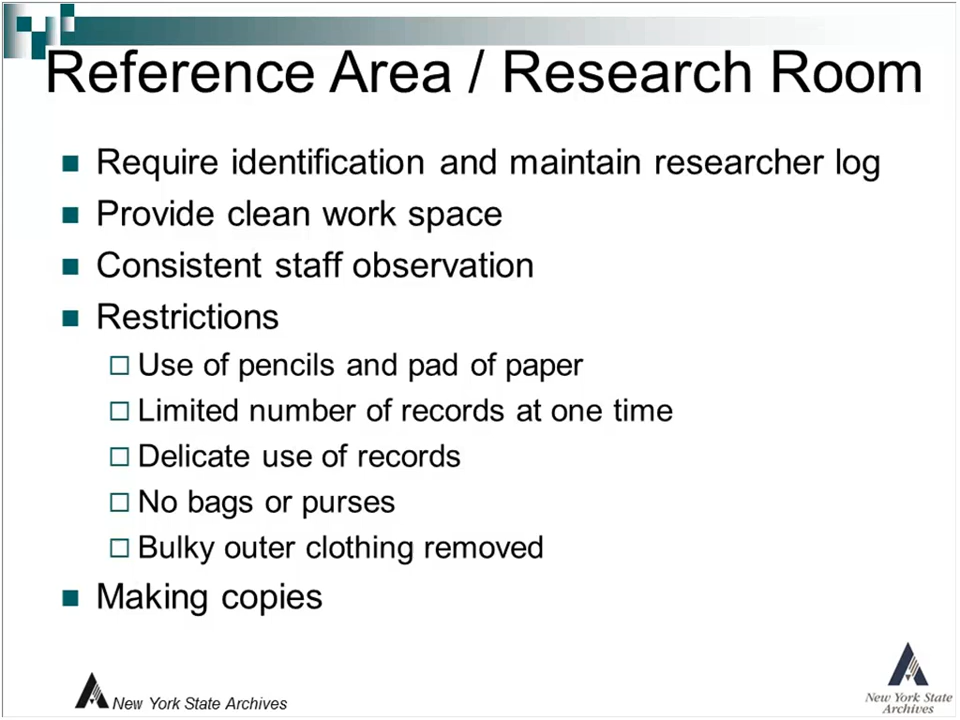 Reference Area / Research Room
Require identification and maintain researcher log
Provide clean work space
Consistent staff observation
Restrictions
Use of pencils and pad of paper
Limited number of records at one time
Delicate use of records
No bags or purses
Bulky outer clothing removed
Making copies
New York State Archives
New York State
Archives